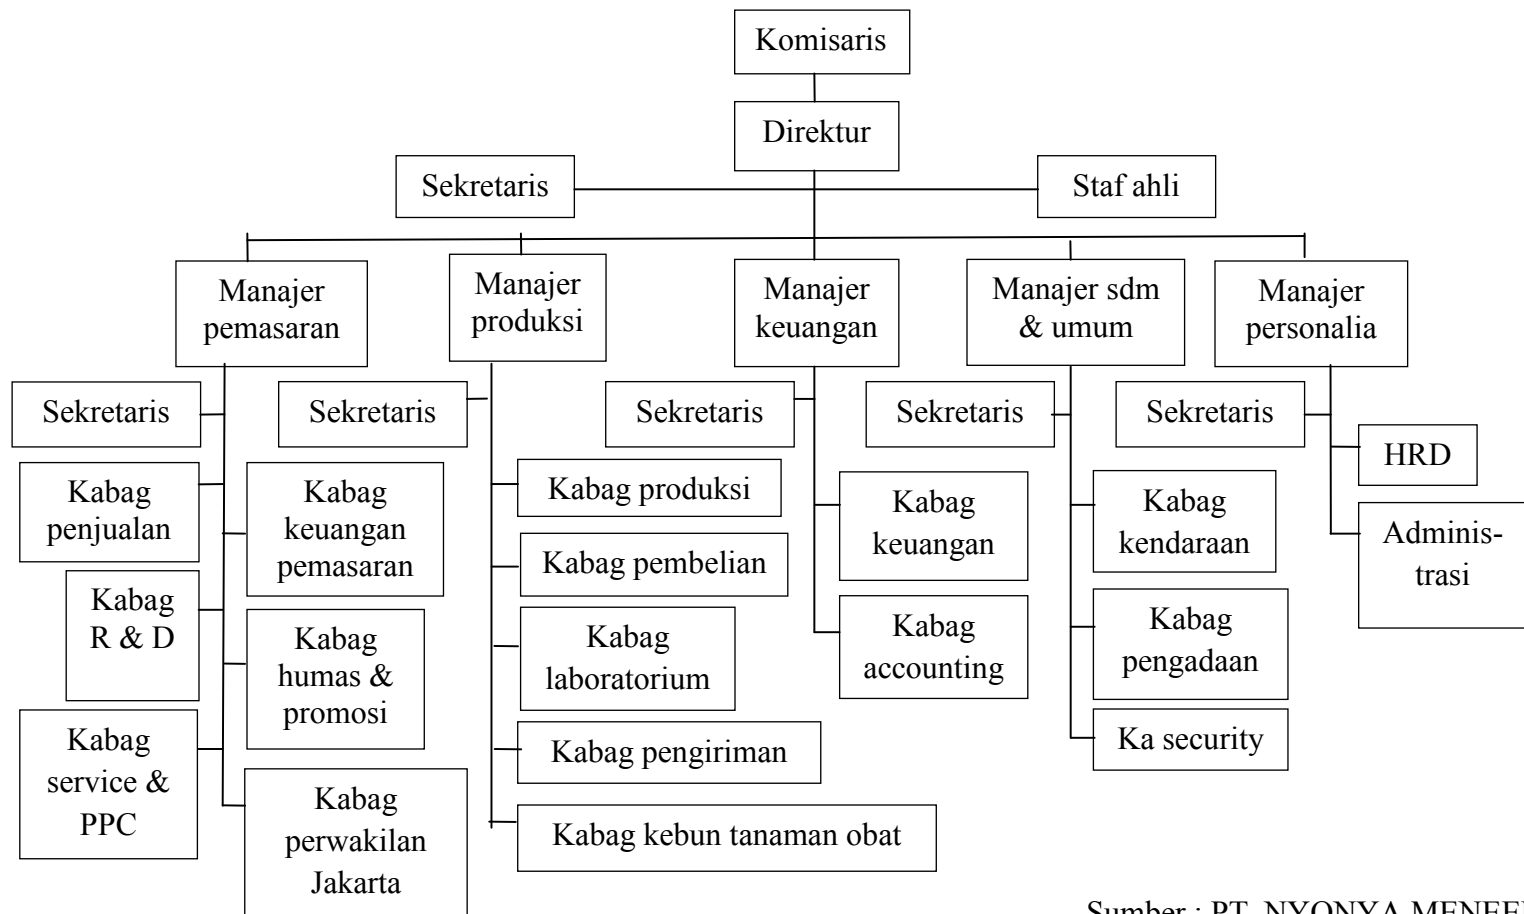 Komisaris
Direktur
Sekretaris
Staf ahli
Manajer
pemasaran
Manajer
produksi
Manajer
keuangan
Manajer sdm
& umum
Manajer
personalia
Sekretaris
Sekretaris
Sekretaris
Sekretaris
Sekretaris
HRD
Adminis-
trasi
Kabag
penjualan
Kabag
keuangan
pemasaran
Kabag
R & D
Kabag
humas &
promosi
Kabag
service &
PPC
Kabag
perwakilan
Jakarta
Kabag produksi
Kabag pembelian
Kabag
laboratorium
Kabag pengiriman
Kabag kebun tanaman obat
Kabag
keuangan
Kabag
accounting
Kabag
kendaraan
Kabag
pengadaan
Ka security
Sumber : PT. NYONYA